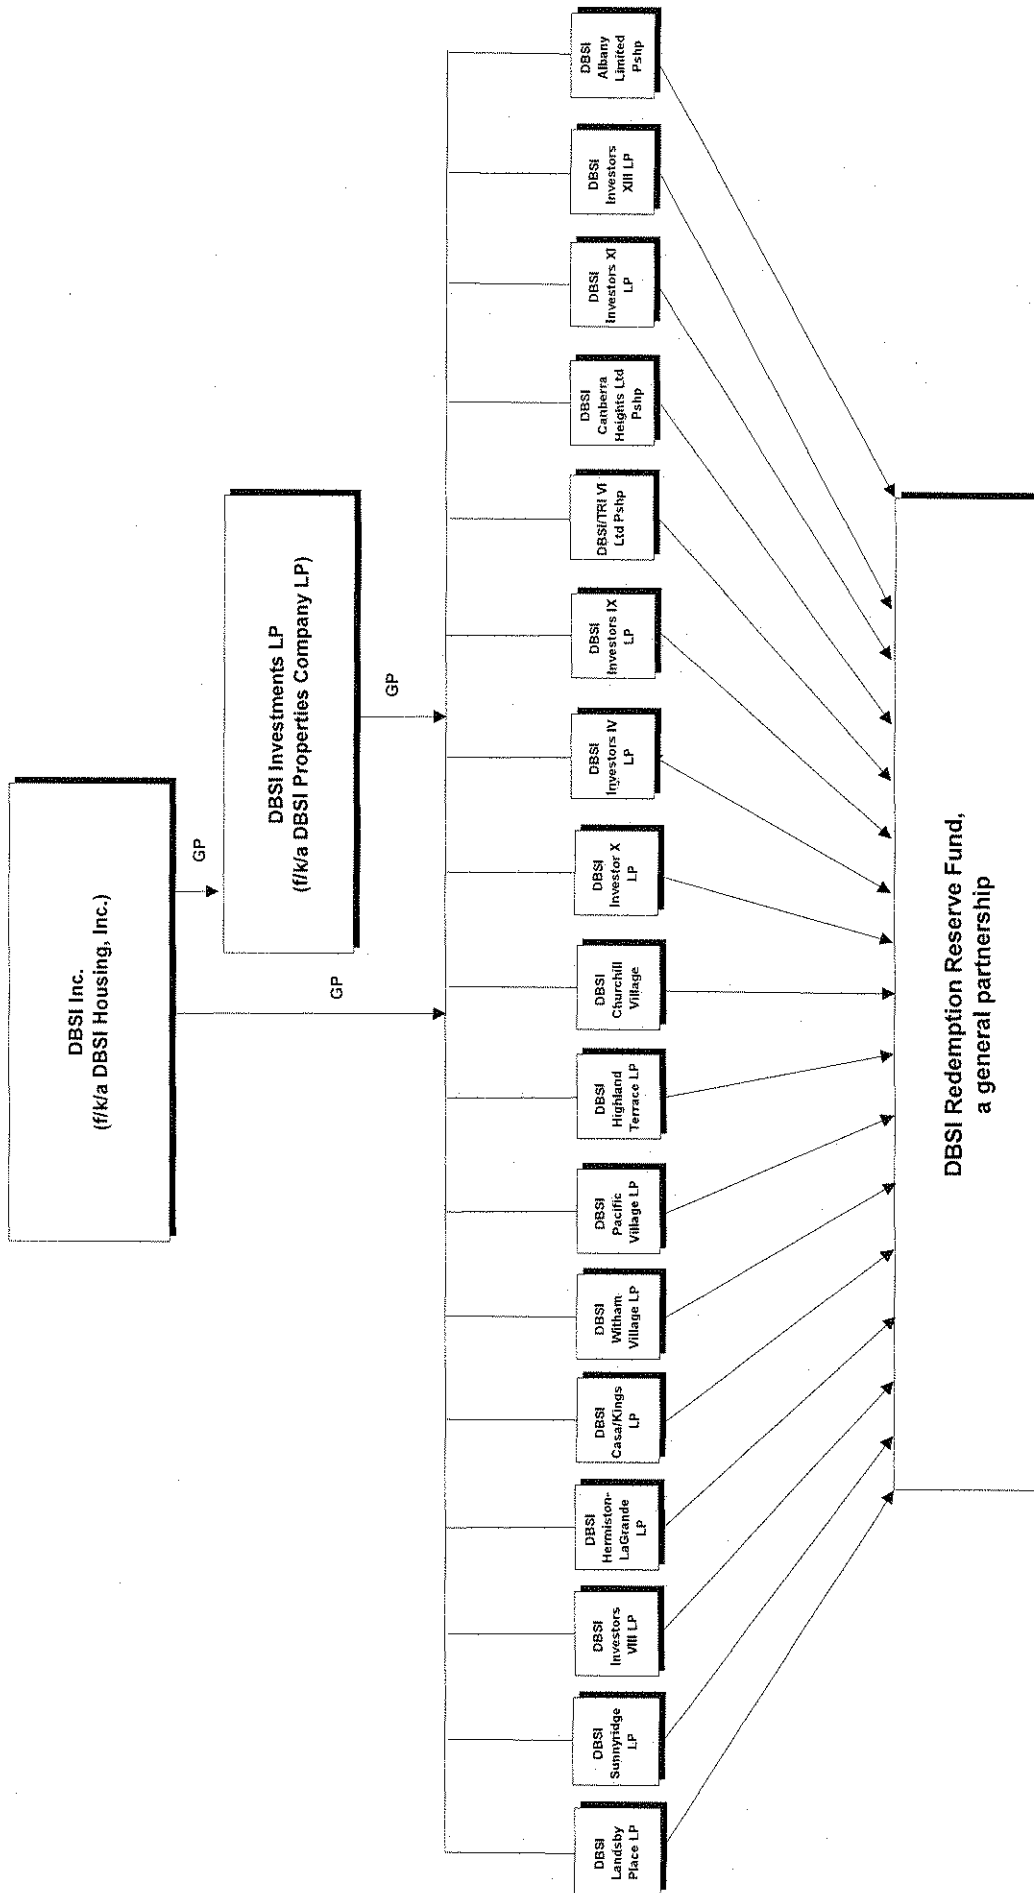 DBSI Inc.
(f/k/a DBSI Housing, Inc.)
GP
DBSI Investments LP
(f/k/a DBSI Properties Company LP)
GP
GP
DBSI
Landsby
Place LP
DBSI
Sunnyridge
LP
DBSI
Investors
VIII LP
DBSI
Hermiston-
LaGrande
LP
DBSI
Casa/Kings
LP
DBSI
Witham
Village LP
DBSI
Pacific
Village LP
DBSI
Highland
Terrace LP
DBSI
Churchill
Village
DBSI
Investor X
LP
DBSI
Investors IV
LP
DBSI
Investors IX
LP
DBSI/TRI VI
Ltd Pshp
DBSI
Canberra
Heights Ltd
Pshp
DBSI
Investors XI
LP
DBSI
Investors
XIII LP
DBSI
Albany
Limited
Pshp
DBSI Redemption Reserve Fund,
a general partnership